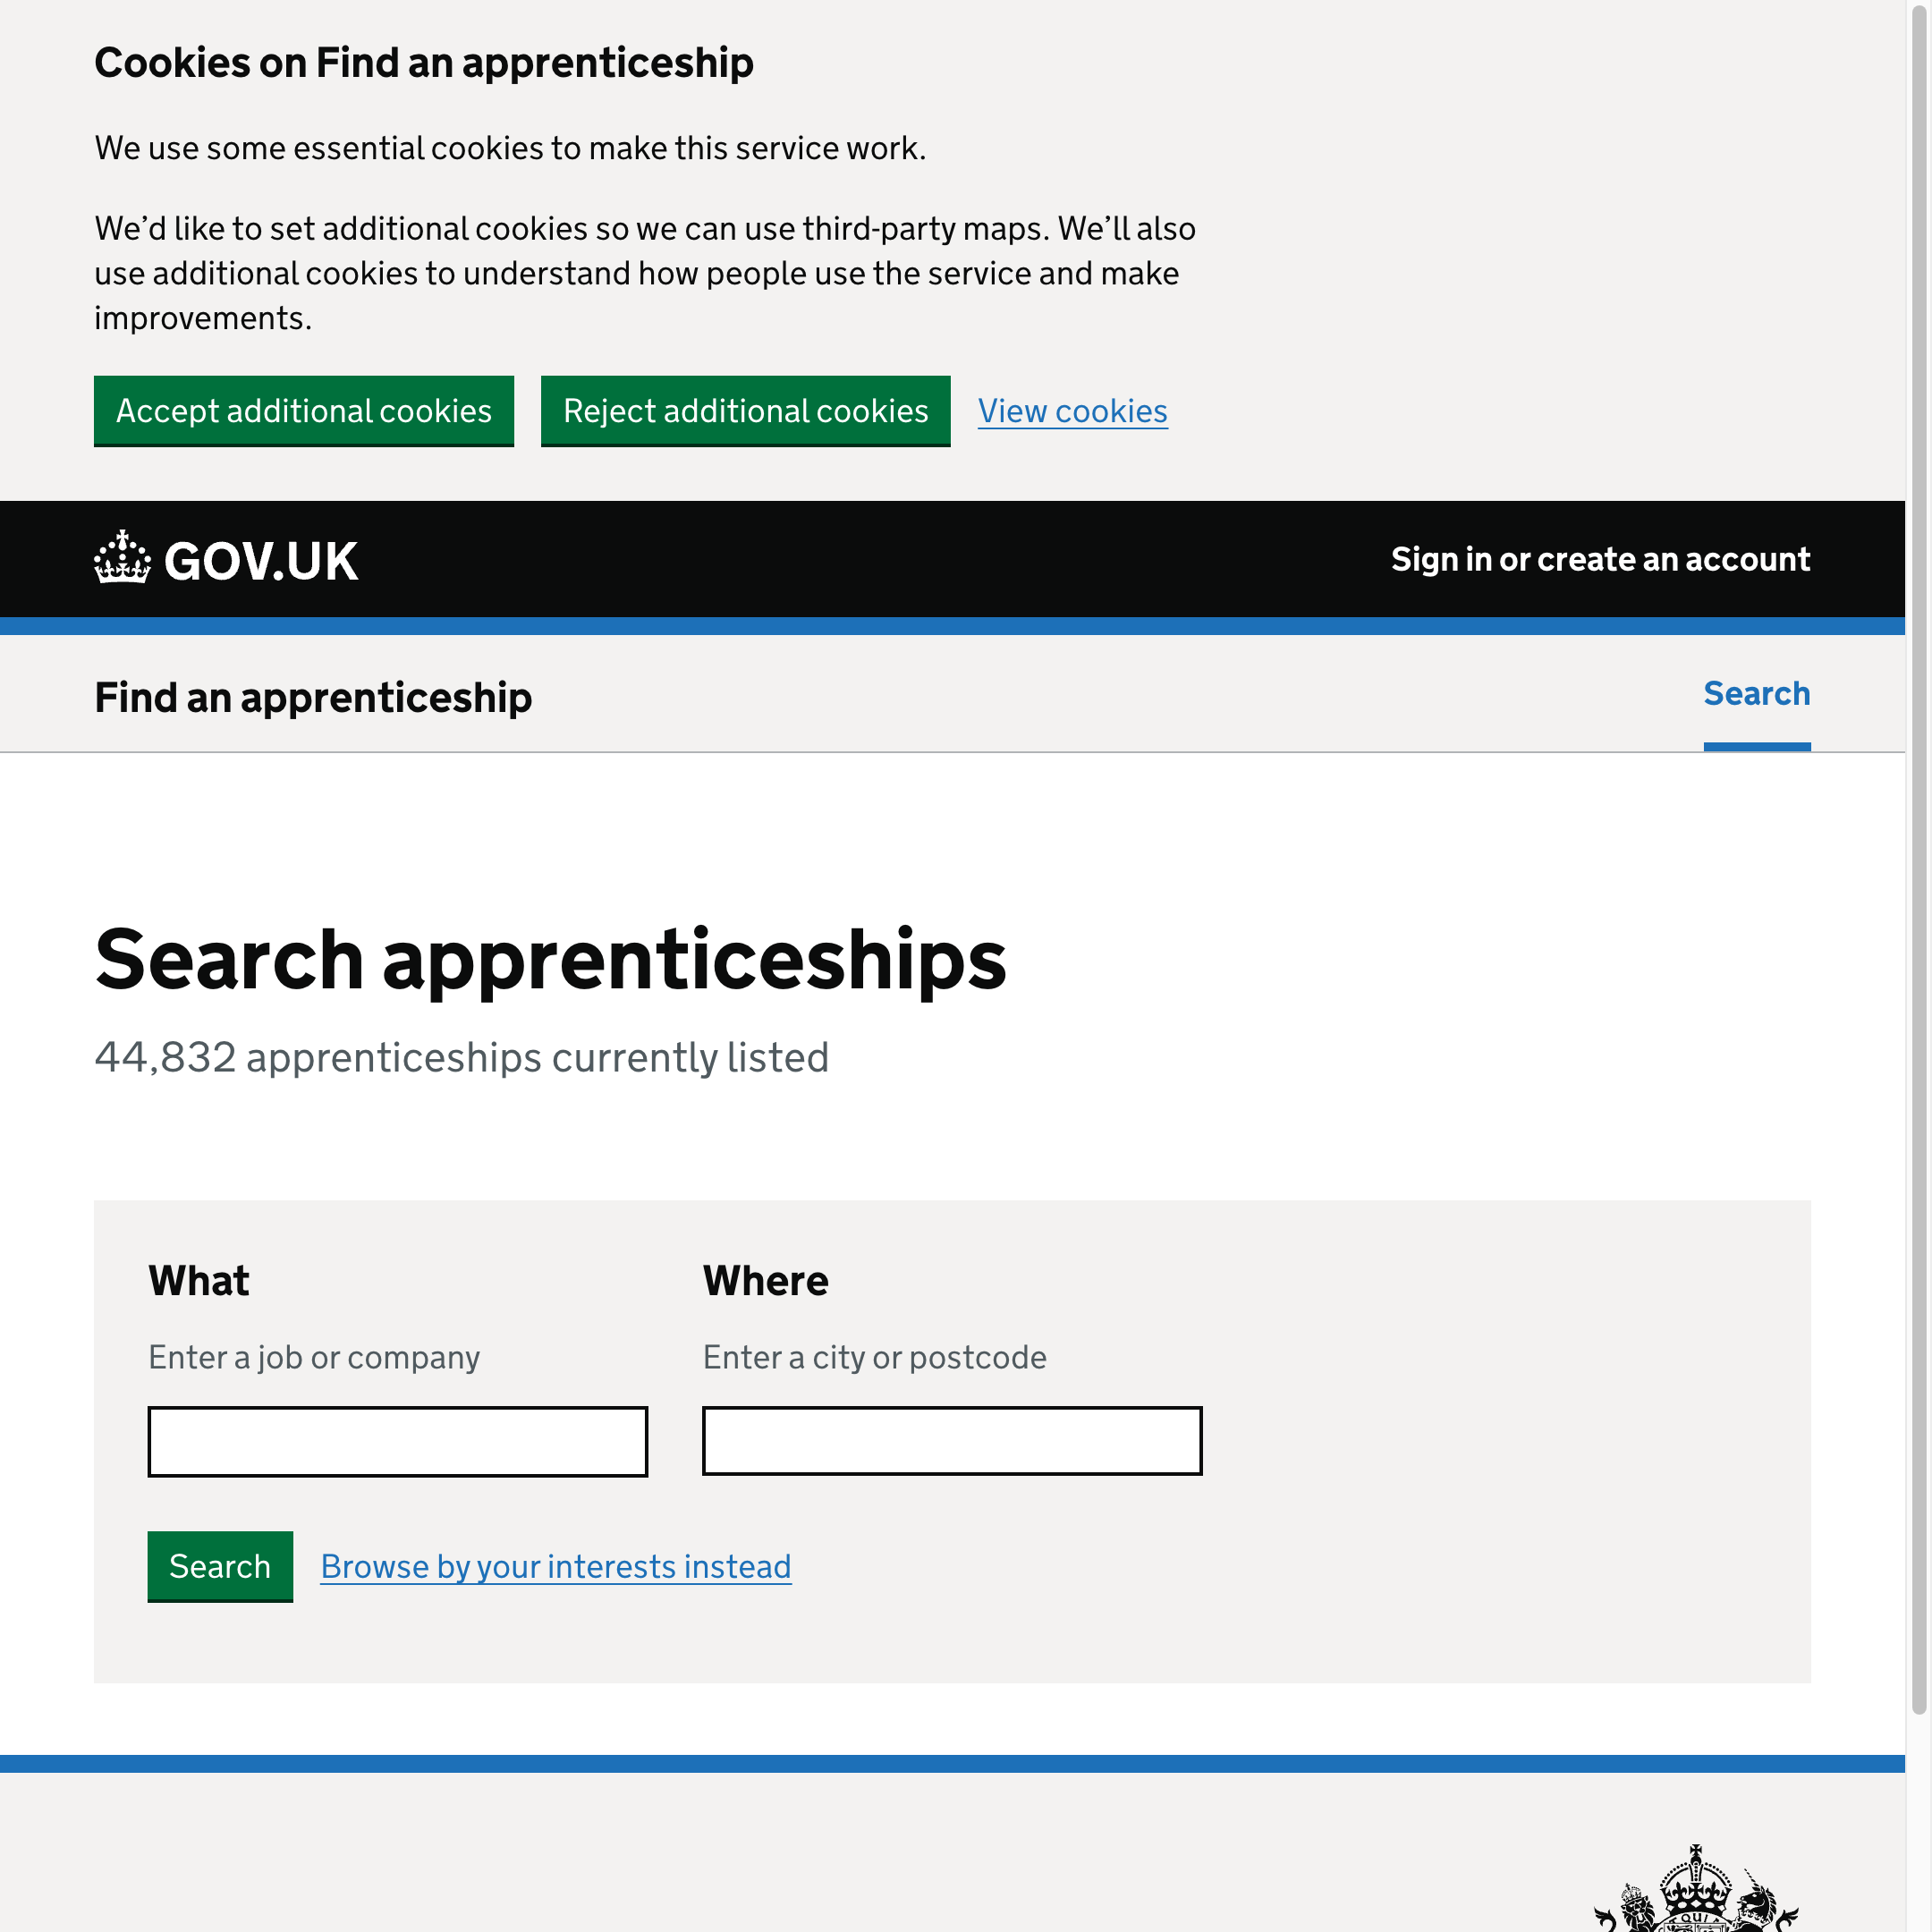 Cookies on Find an apprenticeship
We use some essential cookies to make this service work.
We’d like to set additional cookies so we can use third-party maps. We’ll also
use additional cookies to understand how people use the service and make
improvements.
Accept additional cookies Reject additional cookies View cookies
GOV.UK Sign in or create an account
Find an apprenticeship Search
Search apprenticeships
44,832 apprenticeships currently listed
What Where
Enter a job or company Enter a city or postcode
Search Browse by your interests instead
QUI